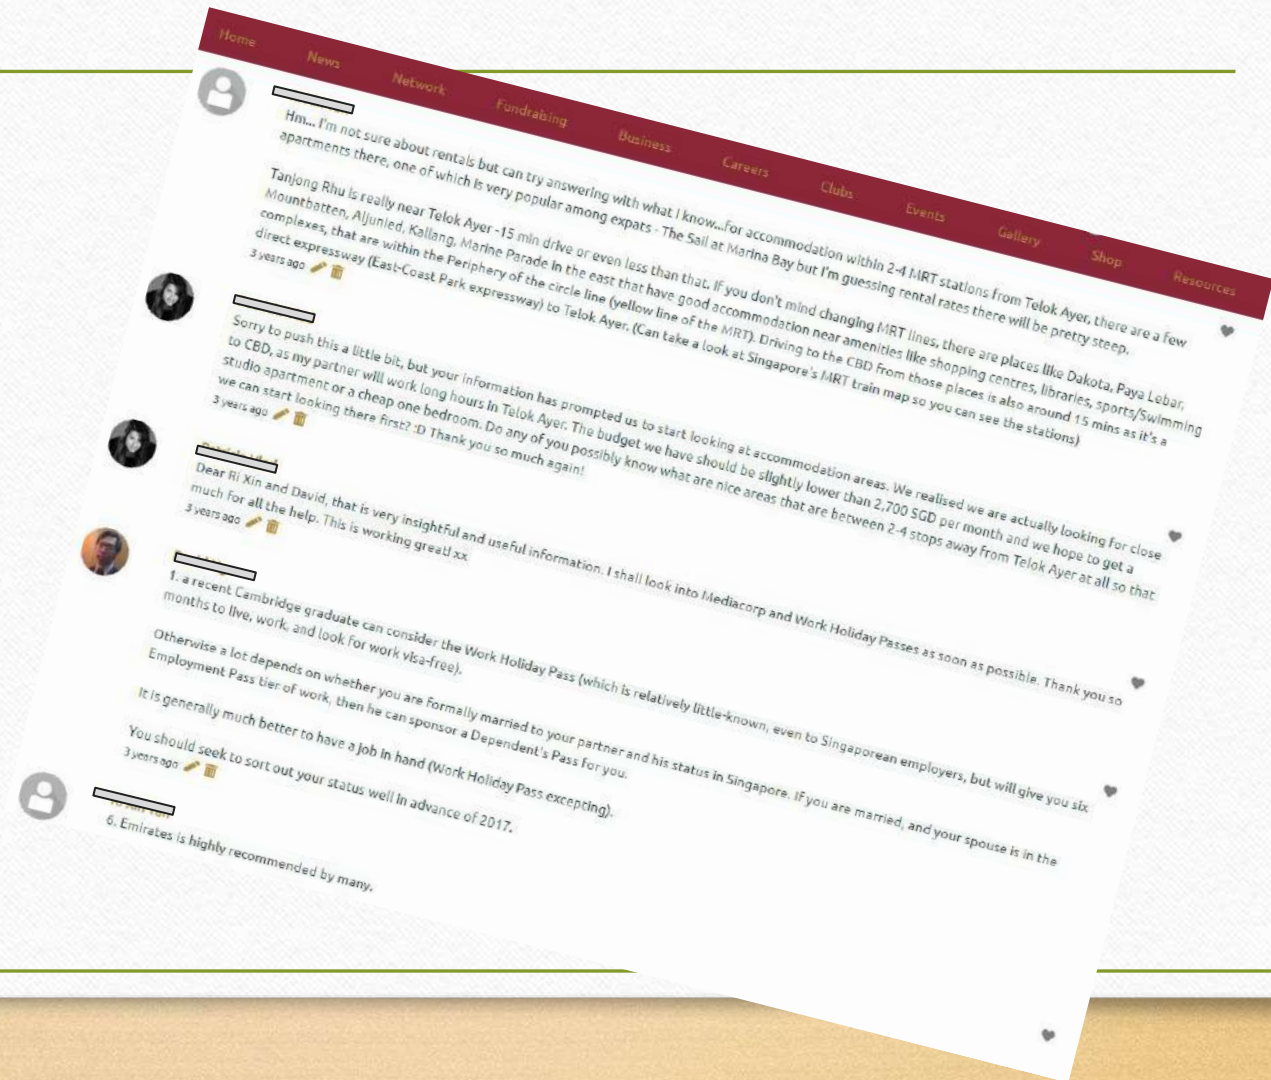 Home News Network Fundraising Business Careers Clubs Events Gallery Shop Resources
Hm... I'm not sure about rentals but can try answering with what I know...For accommodation within 2-4 MRT stations from Telok Ayer, there are a few
apartments there, one of which is very popular among expats - The Sail at Marina Bay but I'm guessing rental rates there will be pretty steep.
Tanjong Rhu is really near Telok Ayer -15 min drive or even less than that. If you don't mind changing MRT lines, there are places like Dakota, Paya Lebar,
Mountbatten, Aljunied, Kallang, Marine Parade in the east that have good accommodation near amenities like shopping centres, libraries, sports/Swimming
complexes, that are within the Periphery of the circle line (yellow line of the MRT). Driving to the CBD from those places is also around 15 mins as it's a
direct expressway (East-Coast Park expressway) to Telok Ayer. (Can take a look at Singapore's MRT train map so you can see the stations)
3 years ago
Sorry to push this a little bit, but your information has prompted us to start looking at accommodation areas. We realised we are actually looking for close
to CBD, as my partner will work long hours in Telok Ayer. The budget we have should be slightly lower than 2,700 SGD per month and we hope to get a
studio apartment or a cheap one bedroom. Do any of you possibly know what are nice areas that are between 2-4 stops away from Telok Ayer at all so that
we can start looking there first? :D Thank you so much again!
3 years ago
Dear Ri Xin and David, that is very insightful and useful information. I shall look into Mediacorp and Work Holiday Passes as soon as possible. Thank you so
much for all the help. This is working great! xx
3 years ago
1. a recent Cambridge graduate can consider the Work Holiday Pass (which is relatively little-known, even to Singaporean employers, but will give you six
months to live, work, and look for work visa-free).
Otherwise a lot depends on whether you are formally married to your partner and his status in Singapore. If you are married, and your spouse is in the
Employment Pass tier of work, then he can sponsor a Dependent's Pass for you.
It is generally much better to have a job in hand (Work Holiday Pass excepting).
You should seek to sort out your status well in advance of 2017.
3 years ago
6. Emirates is highly recommended by many.